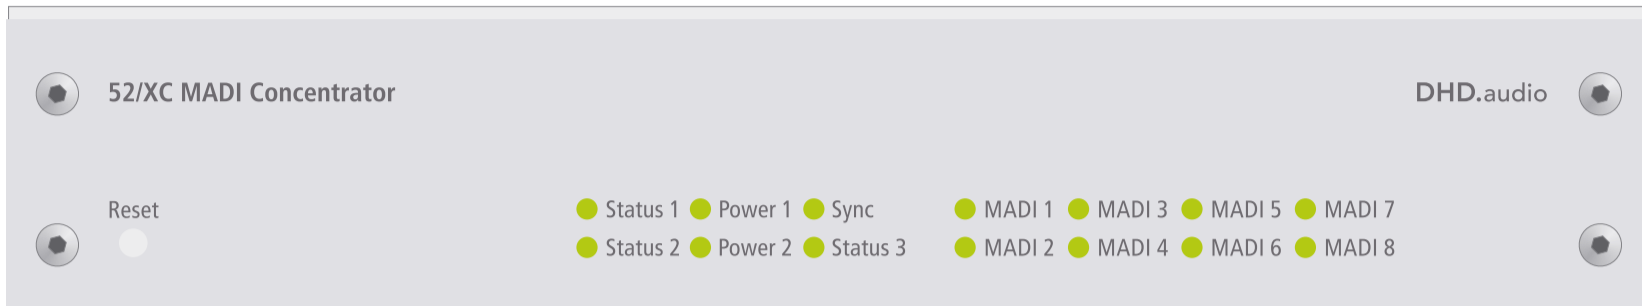 52/XC MADI Concentrator
DHD.audio
Reset
Status 1 Power 1 Sync MADI 1 MADI 3 MADI 5 MADI 7
Status 2 Power 2 Status 3 MADI 2 MADI 4 MADI 6 MADI 8